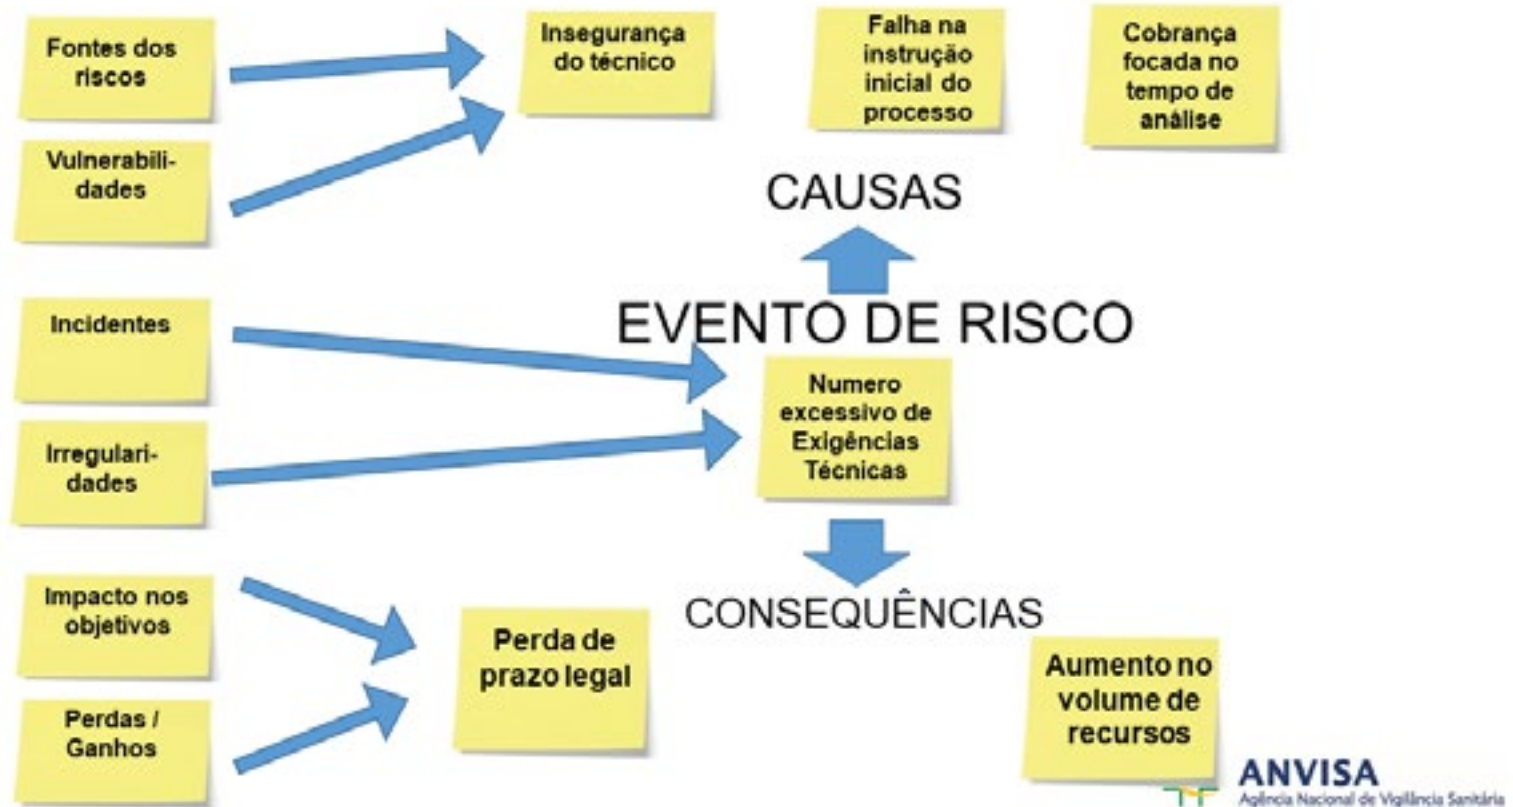 Fontes dos
riscos
Insegurança
do técnico
Falha na
instrução
inicial do
processo
Cobrança
focada no
tempo de
análise
Vulnerabili-
dades
CAUSAS
EVENTO DE RISCO
Incidentes
Numero
excessivo de
Exigências
Técnicas
Irregulari-
dades
CONSEQUÊNCIAS
Impacto nos
objetivos
Perda de
prazo legal
Aumento no
volume de
recursos
Perdas /
Ganhos
ANVISA
Agência Nacional de Vigilância Sanitária